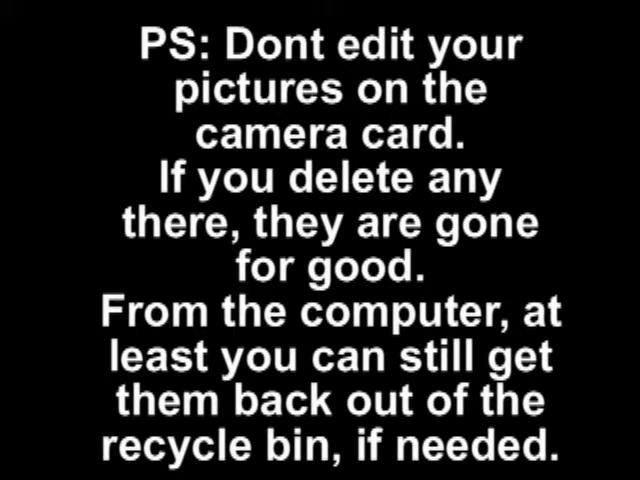 PS: Dont edit your
pictures on the
camera card.
If you delete any
there, they are gone
for good.
From the computer, at
least you can still get
them back out of the
recycle bin, if needed.